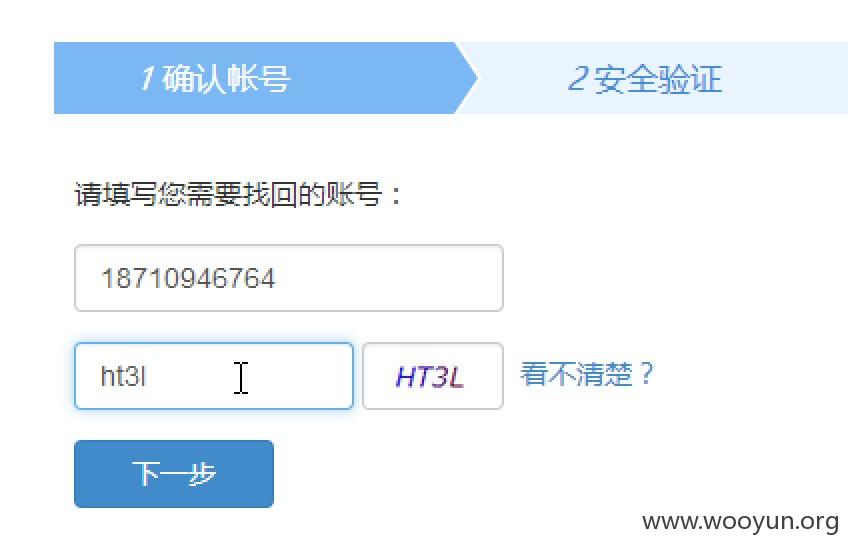 1 确认帐号
2 安全验证
请填写您需要找回的账号：
18710946764
ht3l
HT3L
看不清楚？
下一步
www.wooyun.org